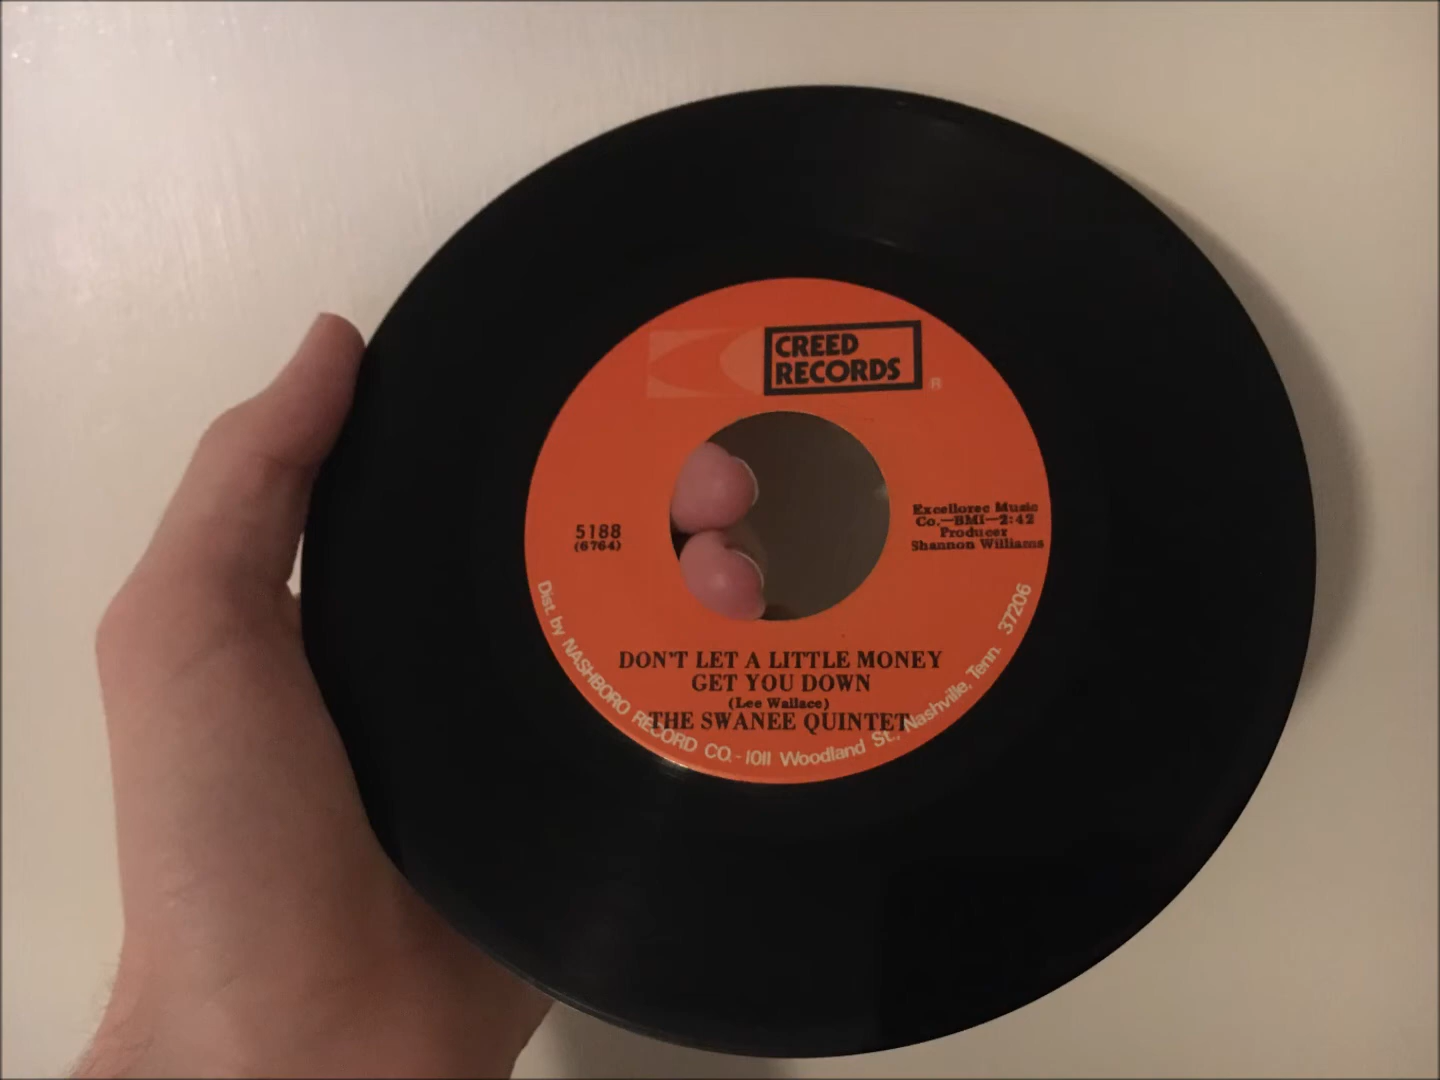 CREED
RECORDS
R
5188
(6764)
Excellorec Music
Co.—BMI—2:42
Producer
Shannon Williams
DON'T LET A LITTLE MONEY
GET YOU DOWN
(Lee Wallace)
THE SWANEE QUINTET
Dist. by NASHBORO RECORD CO. - 1011 Woodland St., Nashville, Tenn. 37206